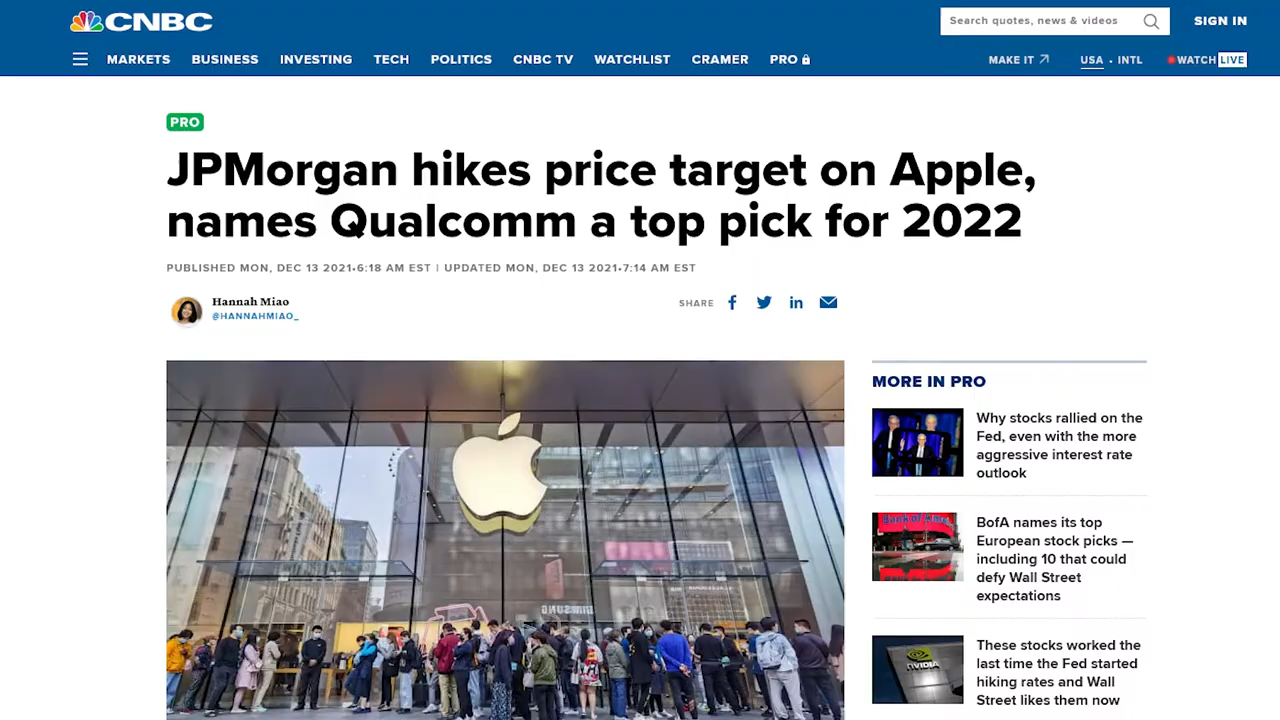 CNBC
Search quotes, news & videos
SIGN IN
MARKETS BUSINESS INVESTING TECH POLITICS CNBC TV WATCHLIST CRAMER PRO
MAKE IT USA • INTL WATCH LIVE
PRO
JPMorgan hikes price target on Apple,
names Qualcomm a top pick for 2022
PUBLISHED MON, DEC 13 2021•6:18 AM EST | UPDATED MON, DEC 13 2021•7:14 AM EST
Hannah Miao
@HANNAHMIAO_
SHARE
MORE IN PRO
Why stocks rallied on the
Fed, even with the more
aggressive interest rate
outlook
BofA names its top
European stock picks —
including 10 that could
defy Wall Street
expectations
These stocks worked the
last time the Fed started
hiking rates and Wall
Street likes them now
SAMSUNG
NVIDIA